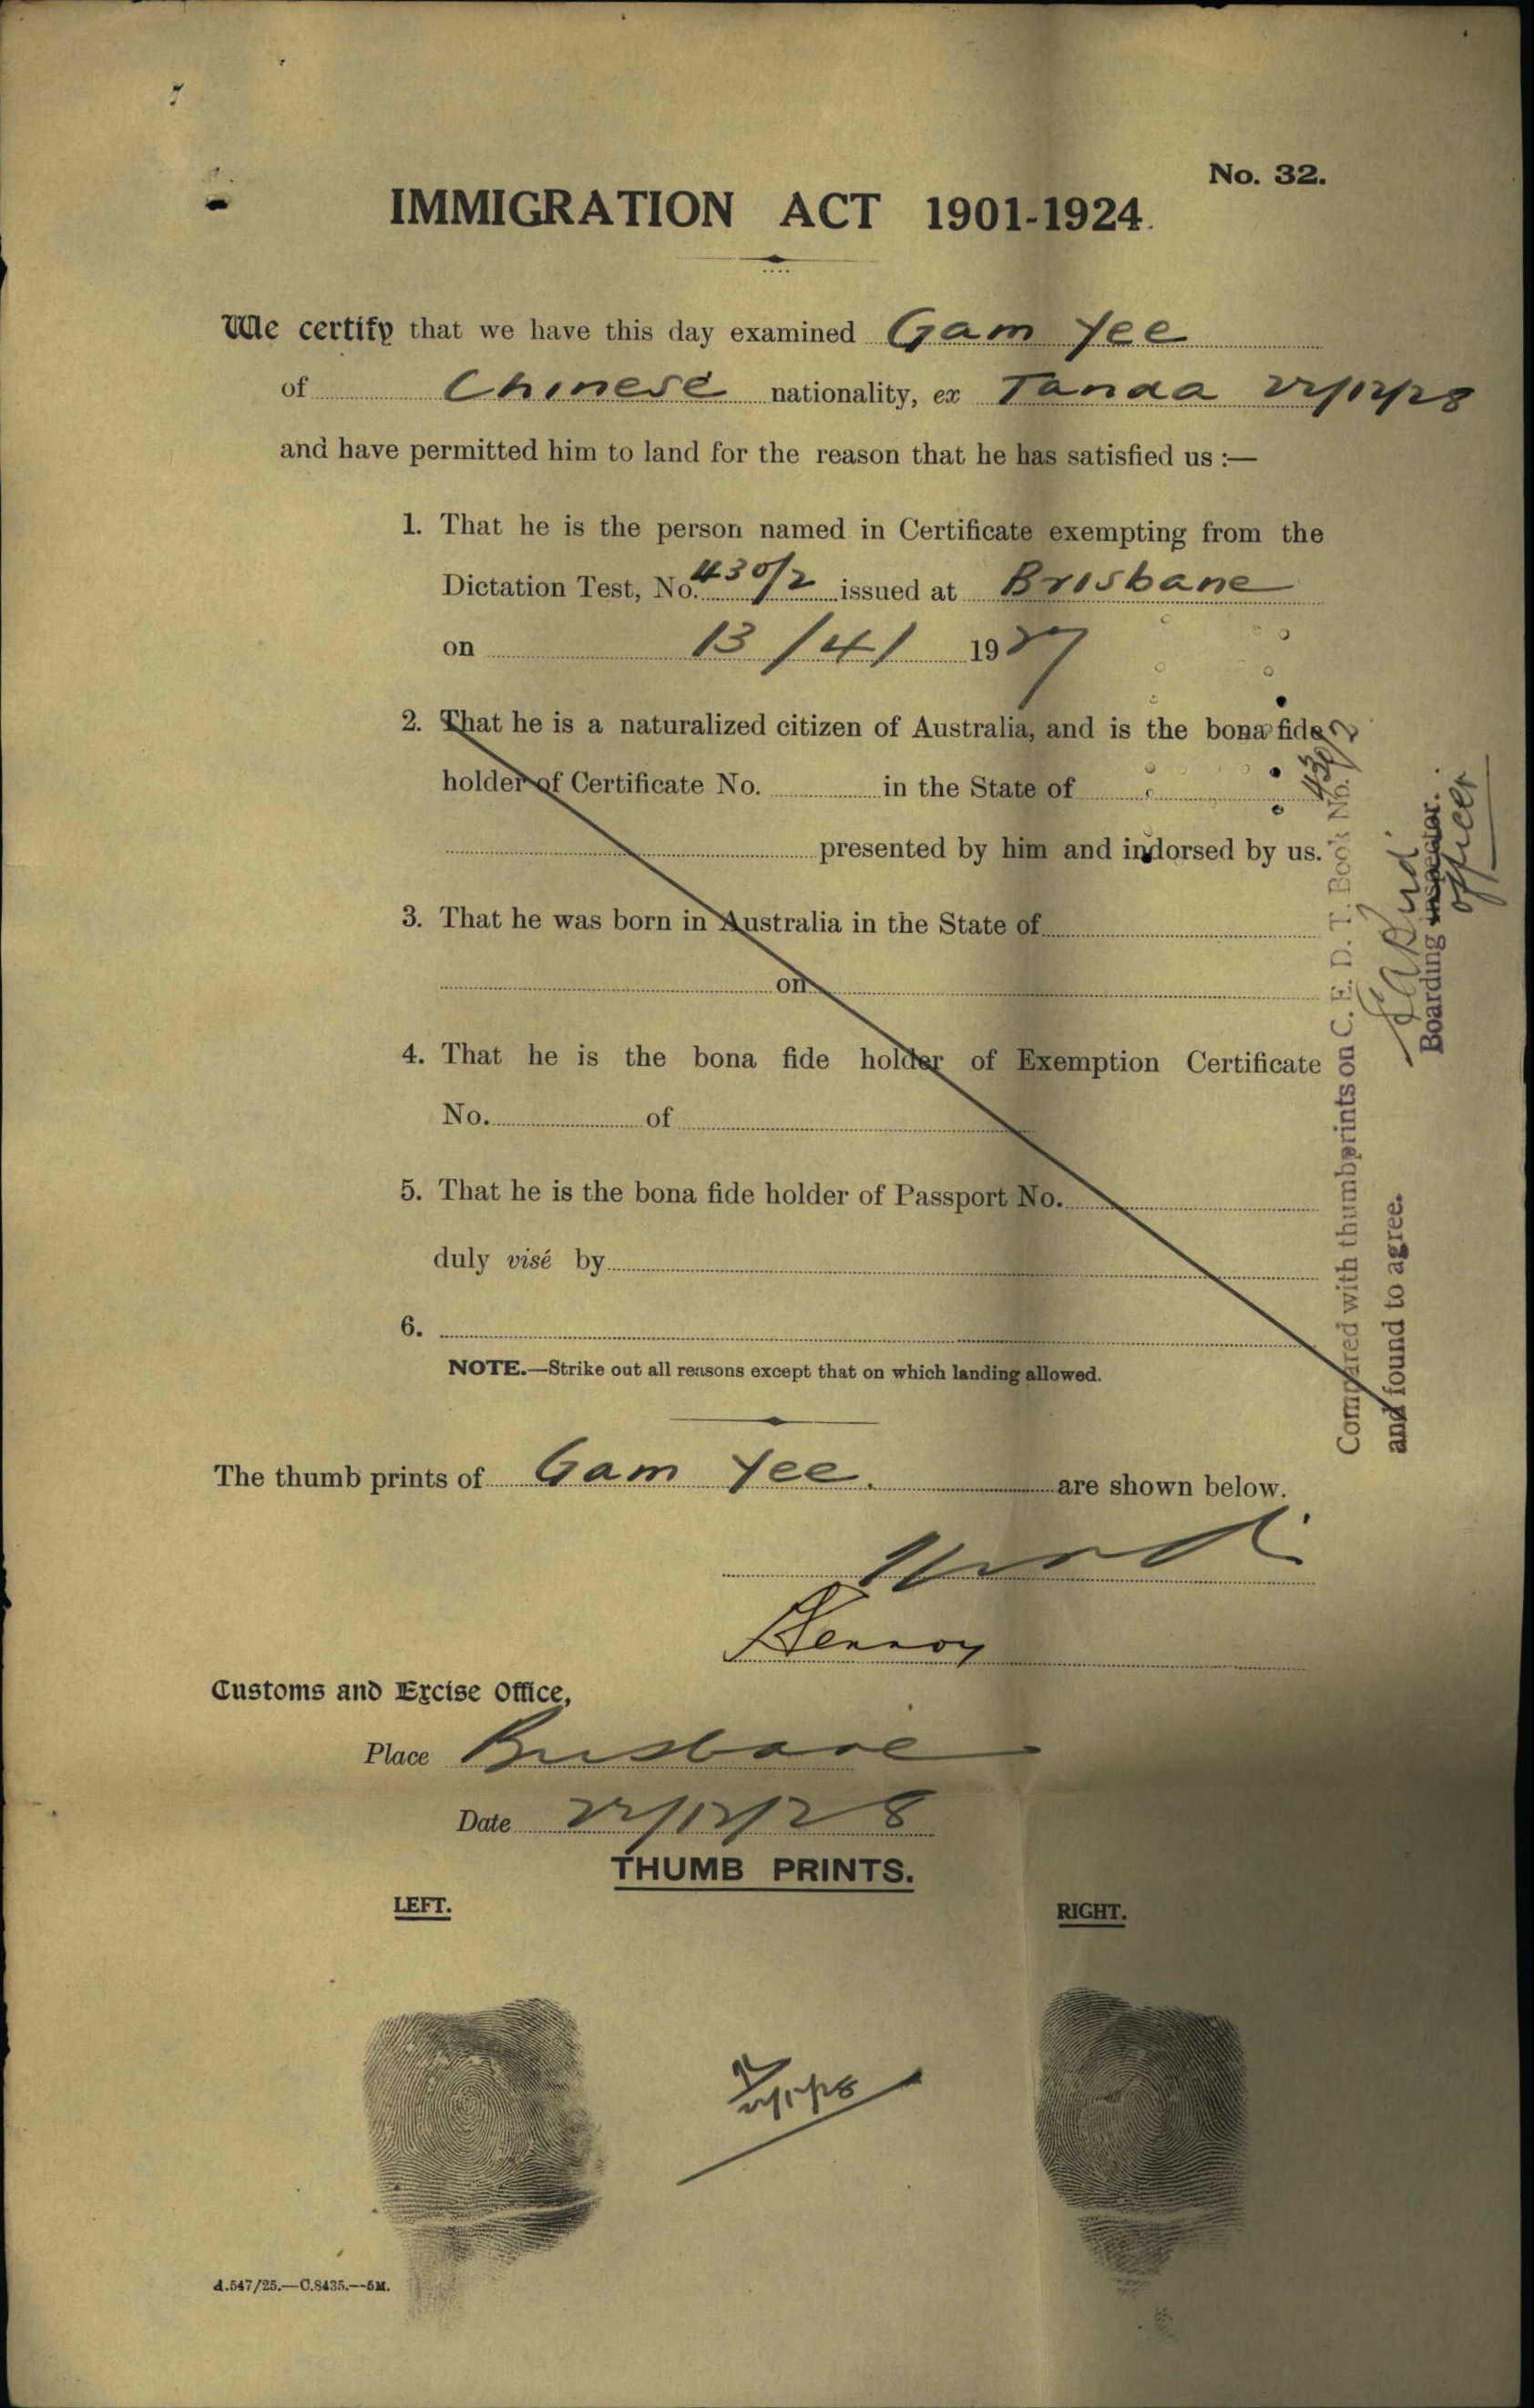 No. 32.
IMMIGRATION ACT 1901-1924.
We certify that we have this day examined Gam Yee
of Chinese nationality, ex Tanda 22/12/28
and have permitted him to land for the reason that he has satisfied us :—
1. That he is the person named in Certificate exempting from the
Dictation Test, No. 430/2 issued at Brisbane
on 13/4/ 1927
2. That he is a naturalized citizen of Australia, and is the bona fide
holder of Certificate No. in the State of
presented by him and indorsed by us.
3. That he was born in Australia in the State of
on
4. That he is the bona fide holder of Exemption Certificate
No. of
5. That he is the bona fide holder of Passport No.
duly visé by
6.
NOTE.—Strike out all reasons except that on which landing allowed.
Compared with thumbprints on C. E. D. T. Book No. 430/2
and found to agree.
Boarding Inspector.
officer
The thumb prints of Gam Yee. are shown below.
Customs and Excise Office,
Place Brisbane
Date 22/12/28
THUMB PRINTS.
LEFT.
RIGHT.
A.547/25.—C.8435.—5M.